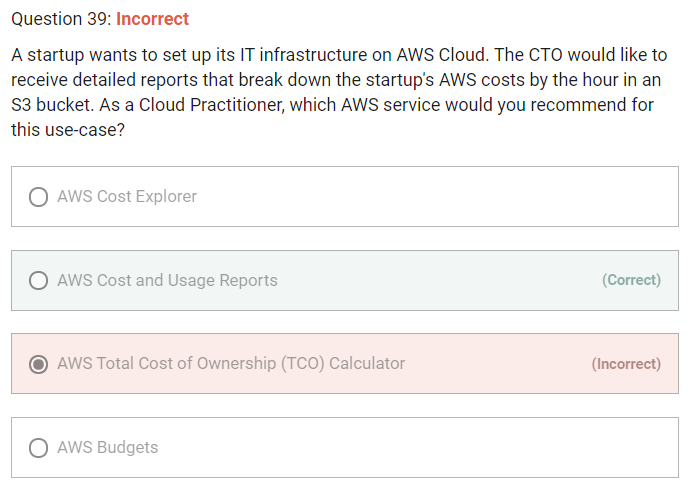 Question 39: Incorrect
A startup wants to set up its IT infrastructure on AWS Cloud. The CTO would like to
receive detailed reports that break down the startup's AWS costs by the hour in an
S3 bucket. As a Cloud Practitioner, which AWS service would you recommend for
this use-case?
AWS Cost Explorer
AWS Cost and Usage Reports (Correct)
AWS Total Cost of Ownership (TCO) Calculator (Incorrect)
AWS Budgets